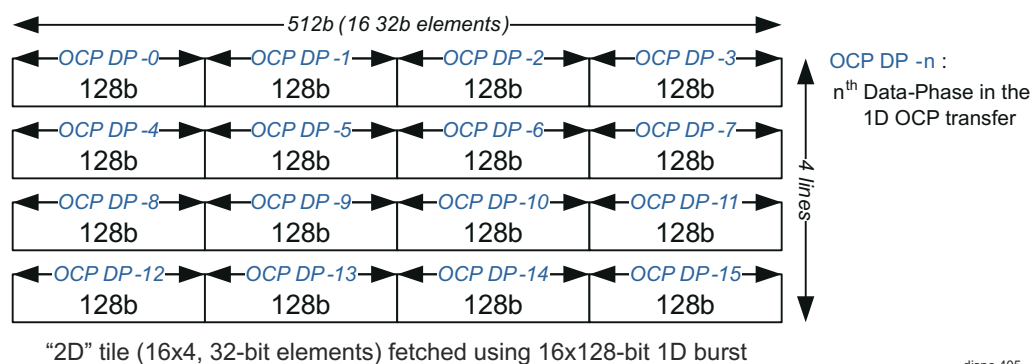 512b (16 32b elements)
OCP DP-0 OCP DP-1 OCP DP-2 OCP DP-3
128b 128b 128b 128b
OCP DP-4 OCP DP-5 OCP DP-6 OCP DP-7
128b 128b 128b 128b
OCP DP-8 OCP DP-9 OCP DP-10 OCP DP-11
128b 128b 128b 128b
OCP DP-12 OCP DP-13 OCP DP-14 OCP DP-15
128b 128b 128b 128b
4 lines
OCP DP -n :
nth Data-Phase in the
1D OCP transfer
“2D” tile (16x4, 32-bit elements) fetched using 16x128-bit 1D burst